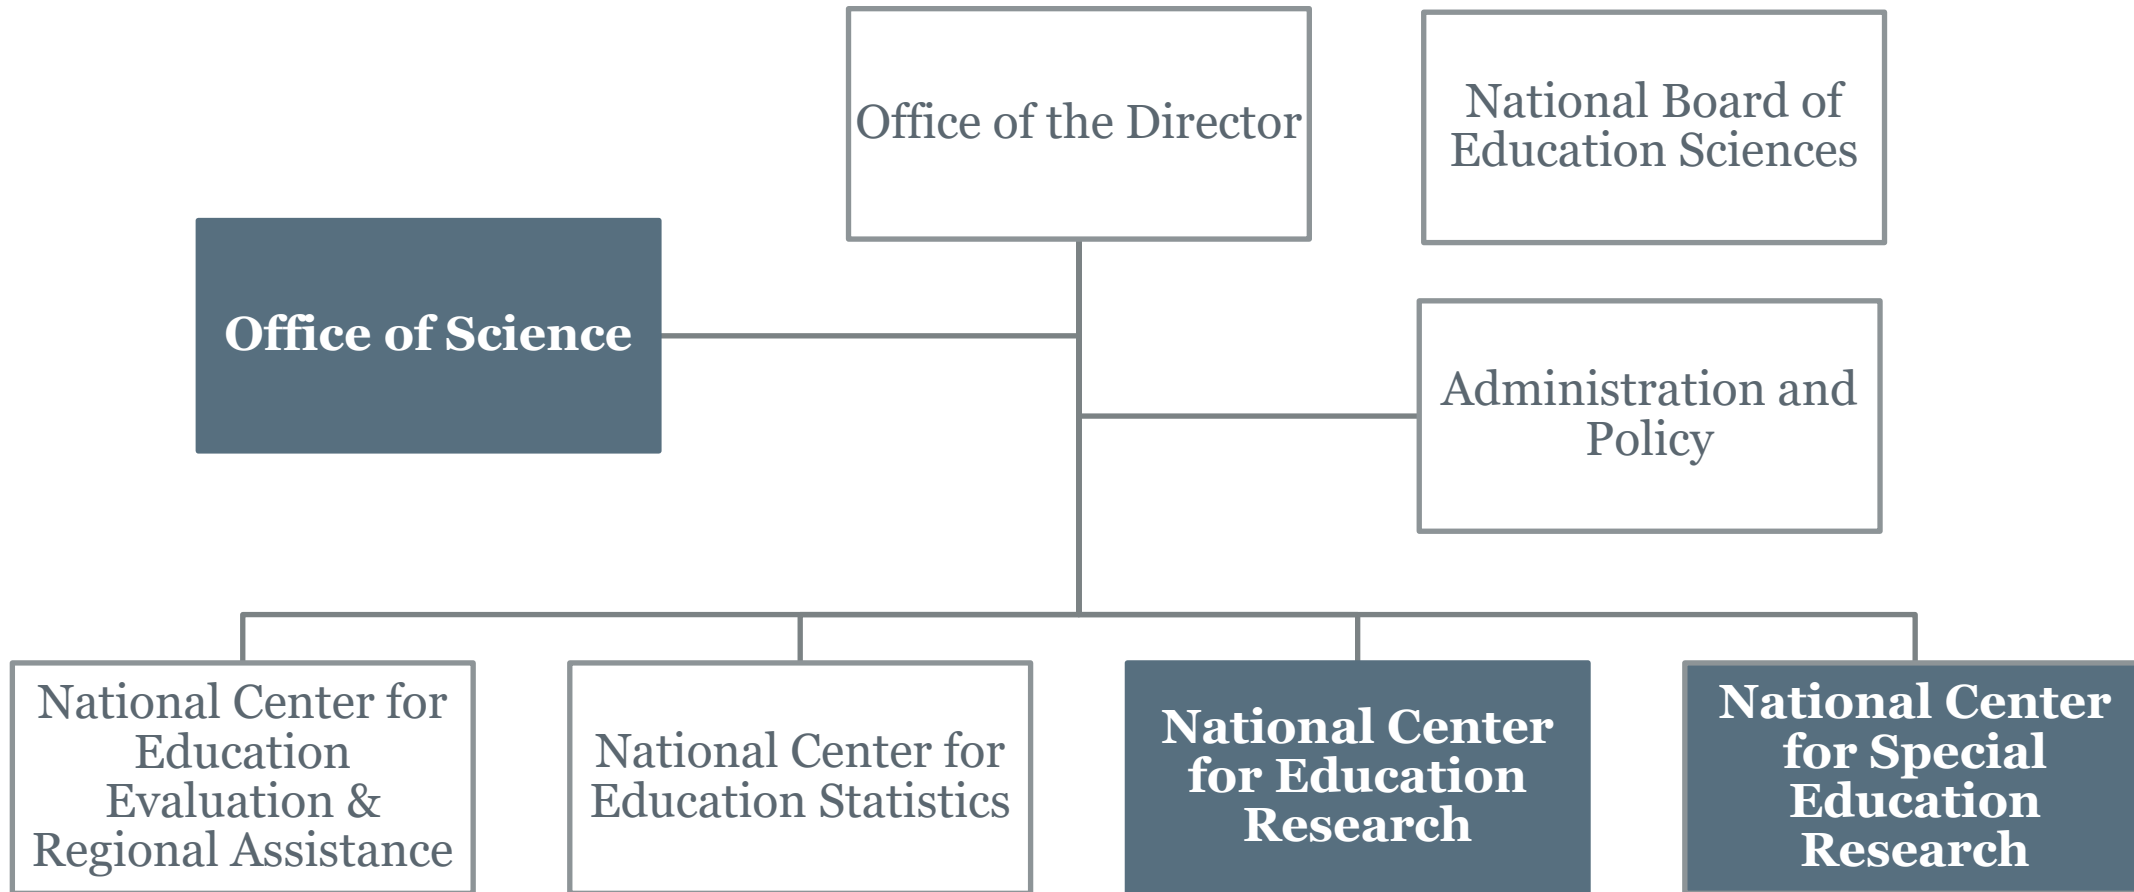 Office of the Director
National Board of
Education Sciences
Office of Science
Administration and
Policy
National Center for
Education
Evaluation &
Regional Assistance
National Center for
Education Statistics
National Center
for Education
Research
National Center
for Special
Education
Research